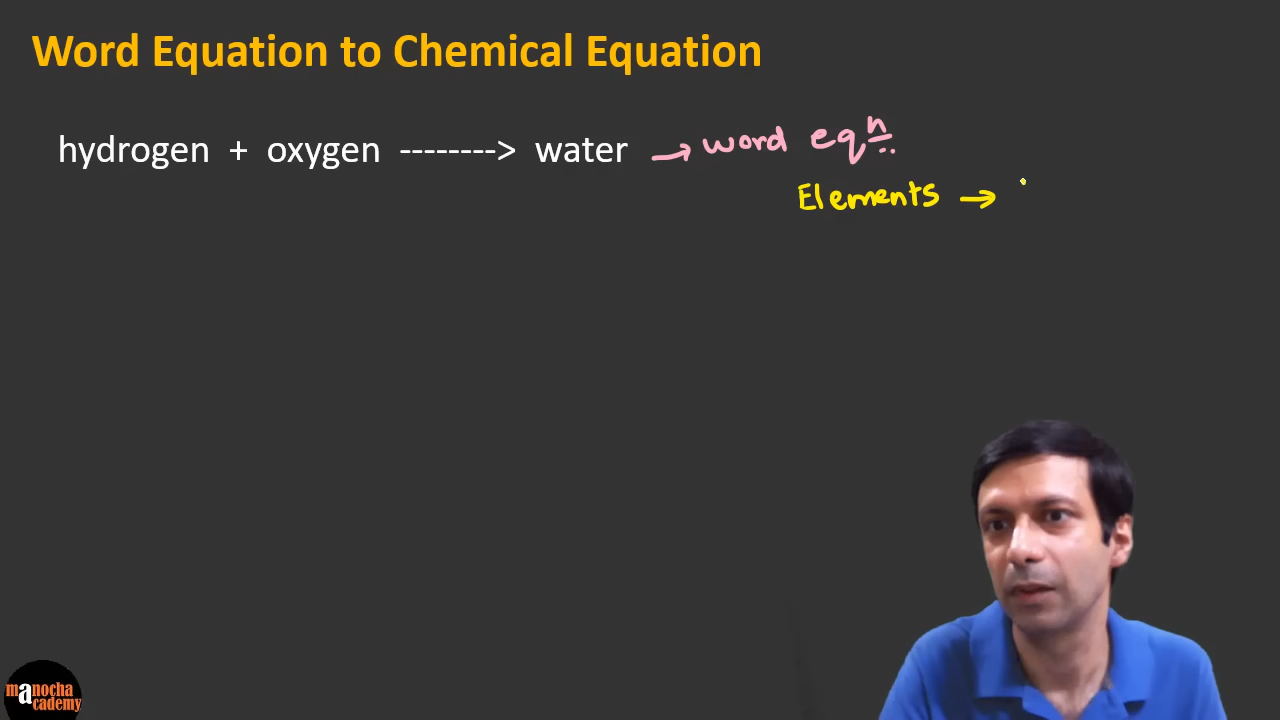 Word Equation to Chemical Equation
hydrogen + oxygen --------> water → word eqn
Elements →
manocha
academy